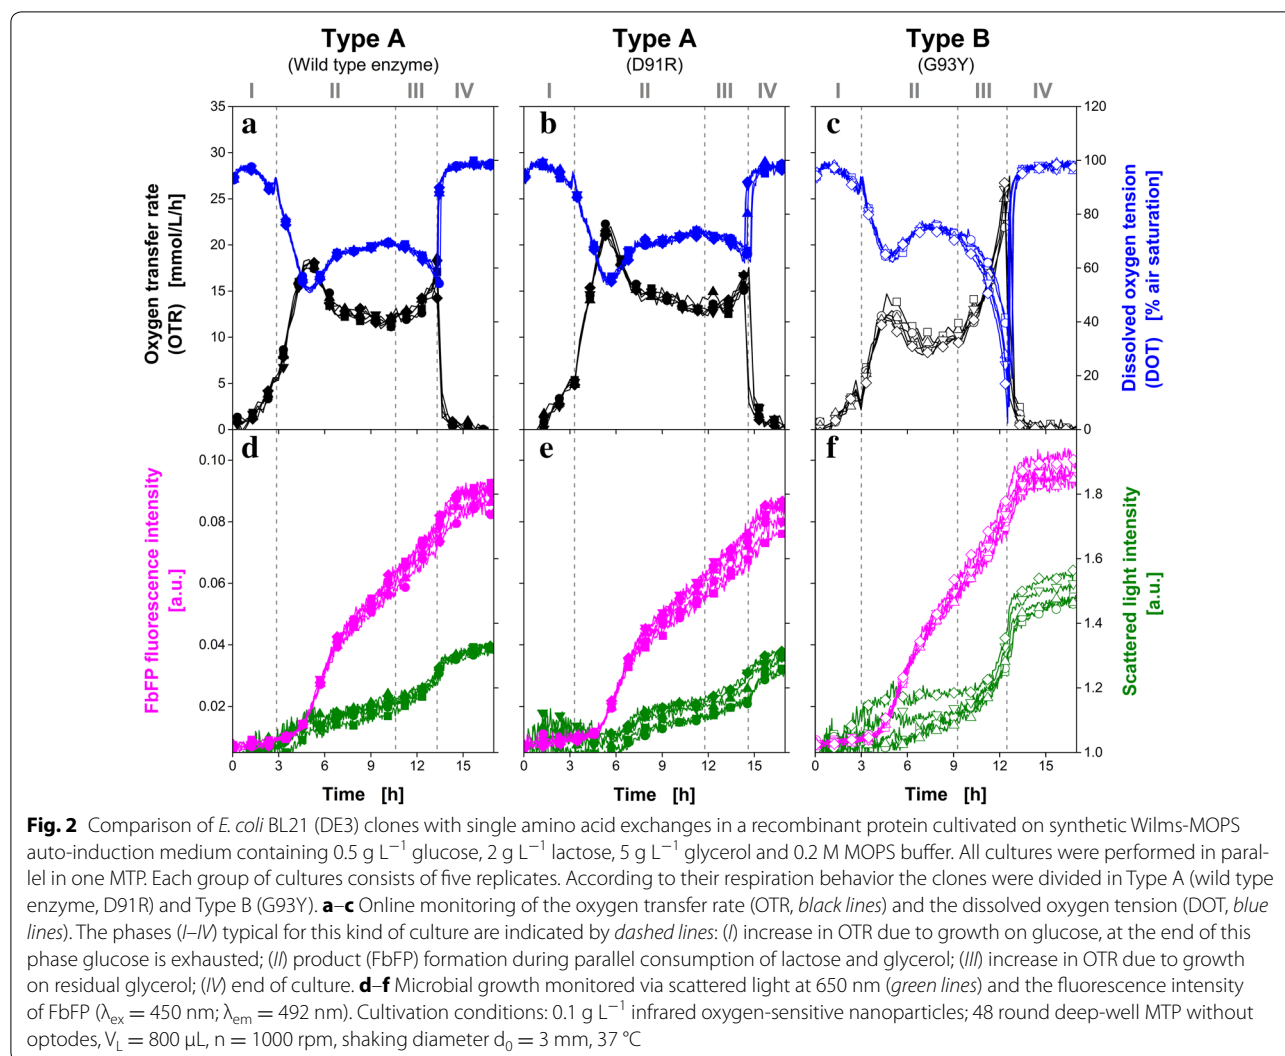 Type A
(Wild type enzyme)
Type A
(D91R)
Type B
(G93Y)
I II III IV
I II III IV
I II III IV
a
b
c
35
30
25
20
15
10
5
0
Oxygen transfer rate
(OTR) [mmol/L/h]
120
100
80
60
40
20
0
Dissolved oxygen tension
(DOT) [% air saturation]
d
e
f
0.10
0.08
0.06
0.04
0.02
FbFP fluorescence intensity
[a.u.]
1.8
1.6
1.4
1.2
1.0
Scattered light intensity
[a.u.]
0 3 6 9 12 15
0 3 6 9 12 15
0 3 6 9 12 15
Time [h]
Time [h]
Time [h]
Fig. 2 Comparison of E. coli BL21 (DE3) clones with single amino acid exchanges in a recombinant protein cultivated on synthetic Wilms-MOPS
auto-induction medium containing 0.5 g L⁻¹ glucose, 2 g L⁻¹ lactose, 5 g L⁻¹ glycerol and 0.2 M MOPS buffer. All cultures were performed in paral-
lel in one MTP. Each group of cultures consists of five replicates. According to their respiration behavior the clones were divided in Type A (wild type
enzyme, D91R) and Type B (G93Y). a–c Online monitoring of the oxygen transfer rate (OTR, black lines) and the dissolved oxygen tension (DOT, blue
lines). The phases (I–IV) typical for this kind of culture are indicated by dashed lines: (I) increase in OTR due to growth on glucose, at the end of this
phase glucose is exhausted; (II) product (FbFP) formation during parallel consumption of lactose and glycerol; (III) increase in OTR due to growth
on residual glycerol; (IV) end of culture. d–f Microbial growth monitored via scattered light at 650 nm (green lines) and the fluorescence intensity
of FbFP (λex = 450 nm; λem = 492 nm). Cultivation conditions: 0.1 g L⁻¹ infrared oxygen-sensitive nanoparticles; 48 round deep-well MTP without
optodes, VL = 800 µL, n = 1000 rpm, shaking diameter d₀ = 3 mm, 37 °C